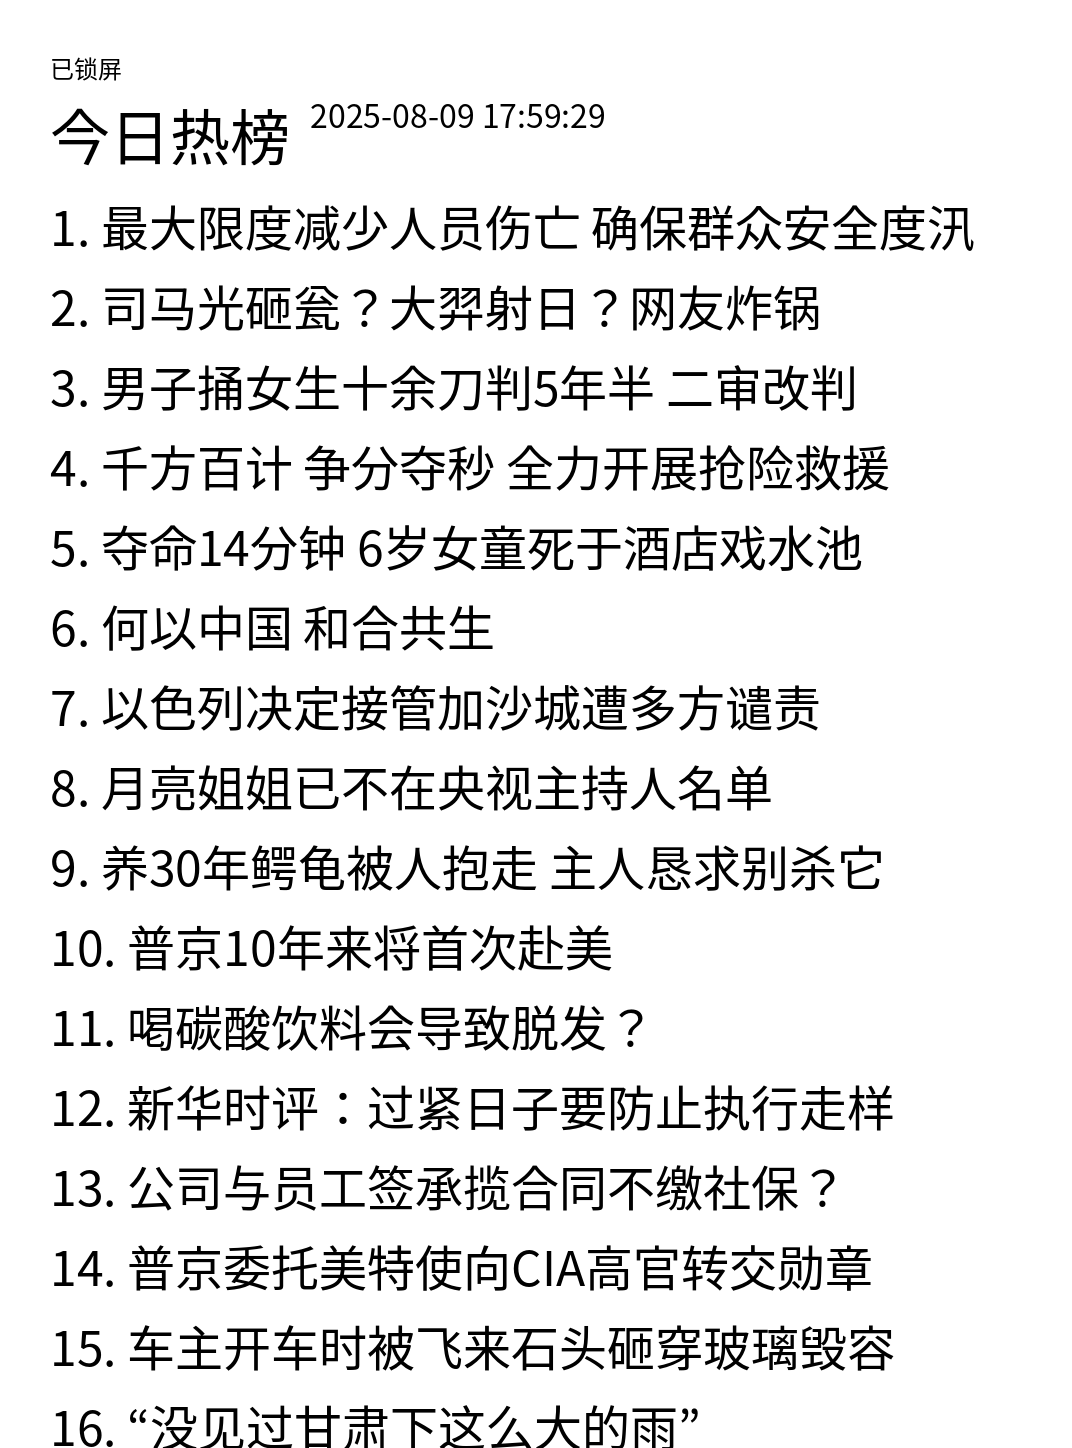 已锁屏
今日热榜 2025-08-09 17:59:29
1. 最大限度减少人员伤亡 确保群众安全度汛
2. 司马光砸瓮？大羿射日？网友炸锅
3. 男子捅女生十余刀判5年半 二审改判
4. 千方百计 争分夺秒 全力开展抢险救援
5. 夺命14分钟 6岁女童死于酒店戏水池
6. 何以中国 和合共生
7. 以色列决定接管加沙城遭多方谴责
8. 月亮姐姐已不在央视主持人名单
9. 养30年鳄龟被人抱走 主人恳求别杀它
10. 普京10年来将首次赴美
11. 喝碳酸饮料会导致脱发？
12. 新华时评：过紧日子要防止执行走样
13. 公司与员工签承揽合同不缴社保？
14. 普京委托美特使向CIA高官转交勋章
15. 车主开车时被飞来石头砸穿玻璃毁容
16. “没见过甘肃下这么大的雨”